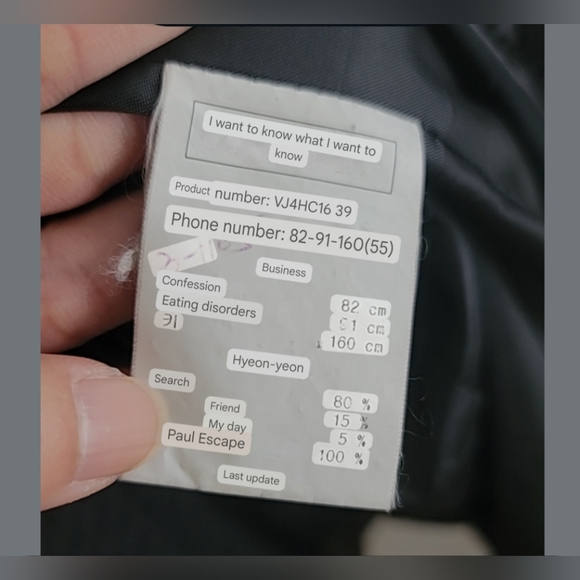 I want to know what I want to
know
Product number: VJ4HC16 39
Phone number: 82-91-160(55)
Business
Confession
82 cm
Eating disorders
91 cm
키
160 cm
Hyeon-yeon
Search
80 %
Friend
15 %
My day
5 %
Paul Escape
100 %
Last update